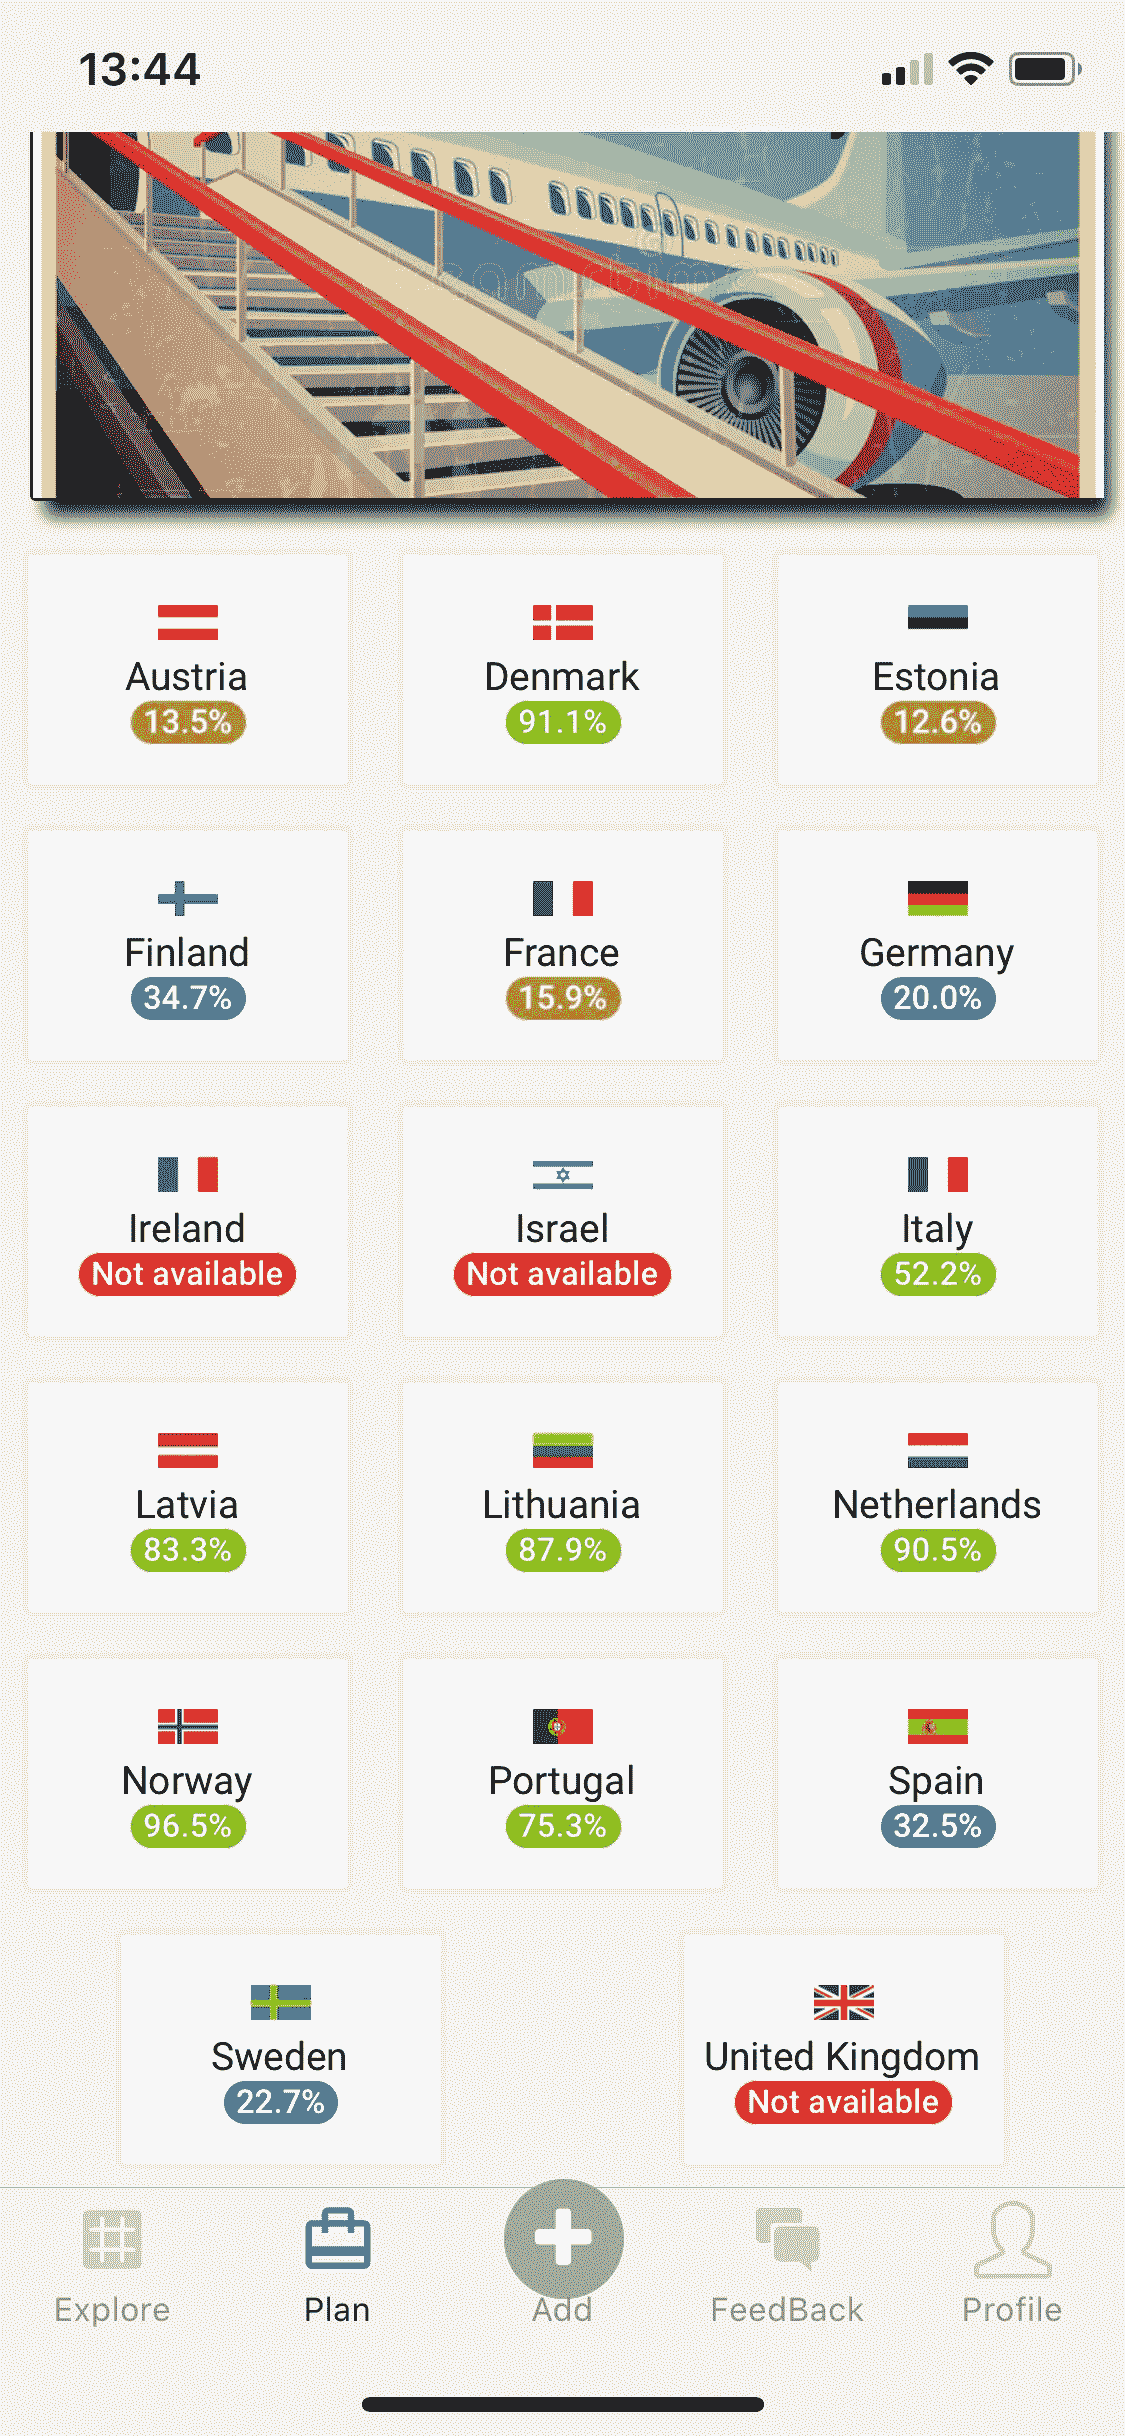 13:44
Austria Denmark Estonia
13.5% 91.1% 12.6%
Finland France Germany
34.7% 15.9% 20.0%
Ireland Israel Italy
Not available Not available 52.2%
Latvia Lithuania Netherlands
83.3% 87.9% 90.5%
Norway Portugal Spain
96.5% 75.3% 32.5%
Sweden United Kingdom
22.7% Not available
Explore Plan Add FeedBack Profile